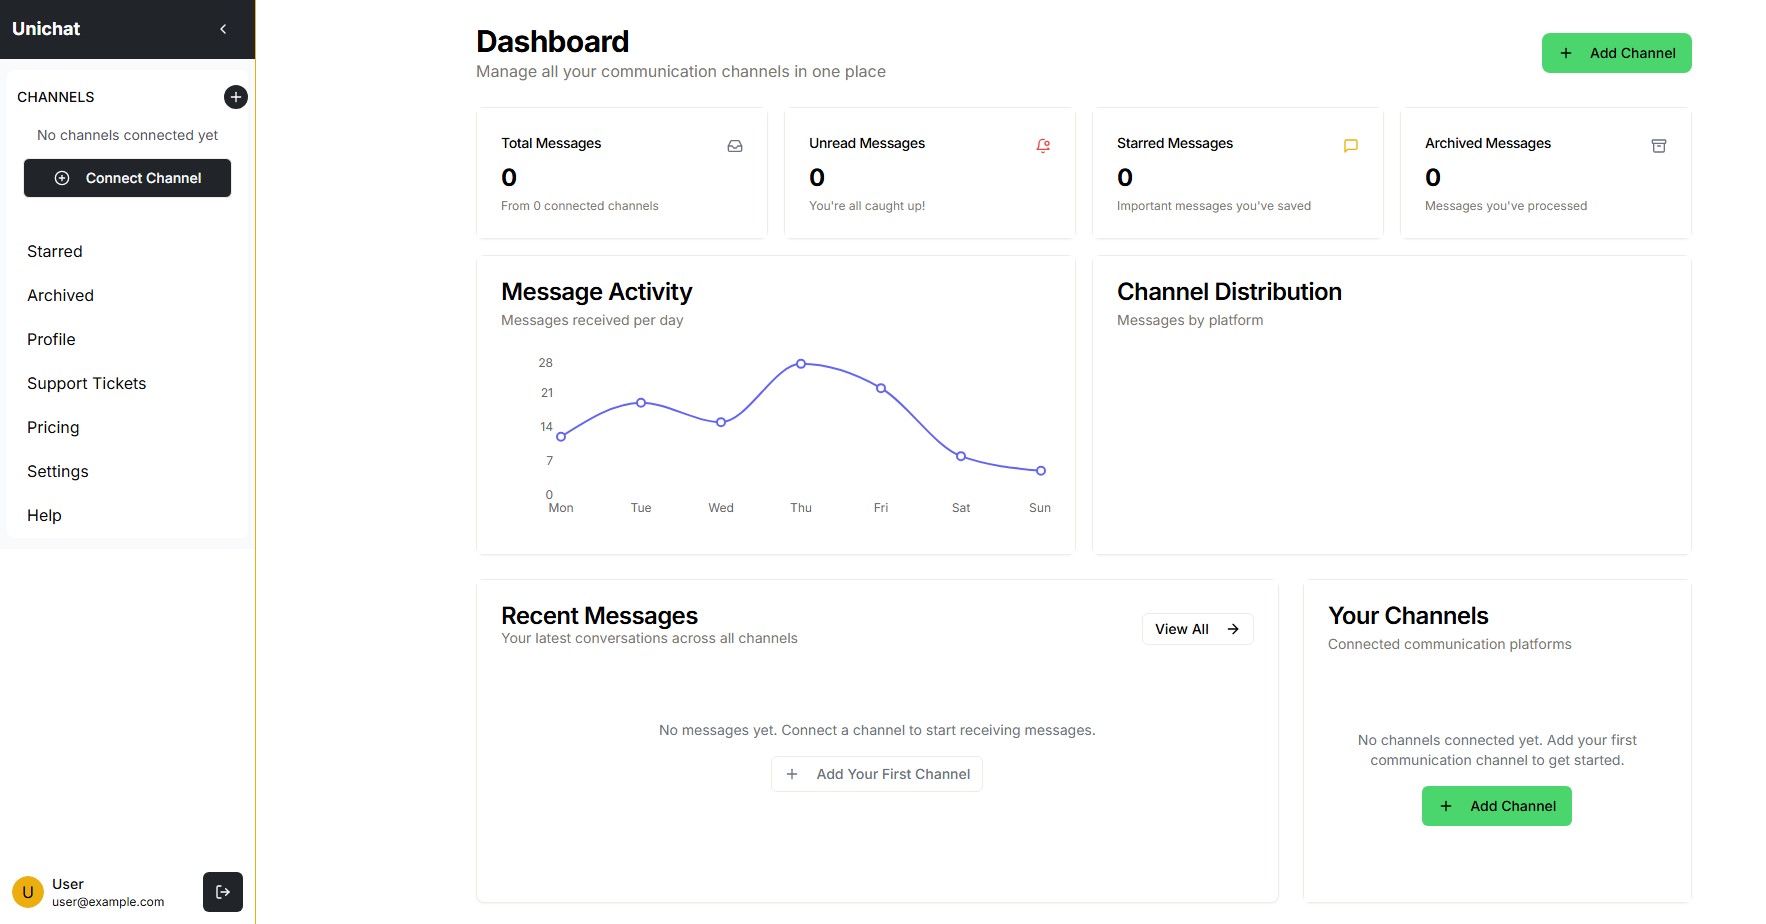 Unichat
CHANNELS
No channels connected yet
Connect Channel
Starred
Archived
Profile
Support Tickets
Pricing
Settings
Help
U
User
user@example.com
Dashboard
Manage all your communication channels in one place
Add Channel
Total Messages
0
From 0 connected channels
Unread Messages
0
You're all caught up!
Starred Messages
0
Important messages you've saved
Archived Messages
0
Messages you've processed
Message Activity
Messages received per day
28
21
14
7
0
Mon Tue Wed Thu Fri Sat Sun
Channel Distribution
Messages by platform
Recent Messages
Your latest conversations across all channels
View All
No messages yet. Connect a channel to start receiving messages.
Add Your First Channel
Your Channels
Connected communication platforms
No channels connected yet. Add your first
communication channel to get started.
Add Channel